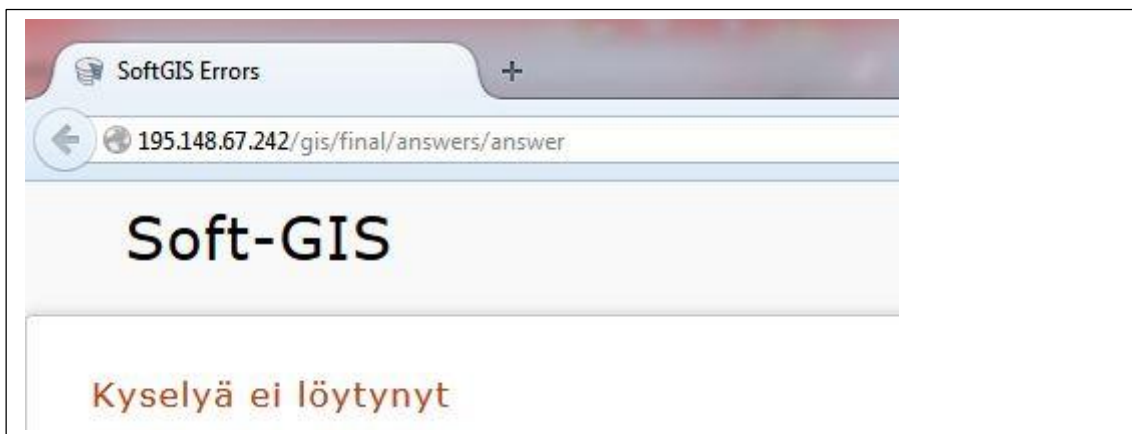 SoftGIS Errors
195.148.67.242/gis/final/answers/answer
Soft-GIS
Kyselyä ei löytynyt